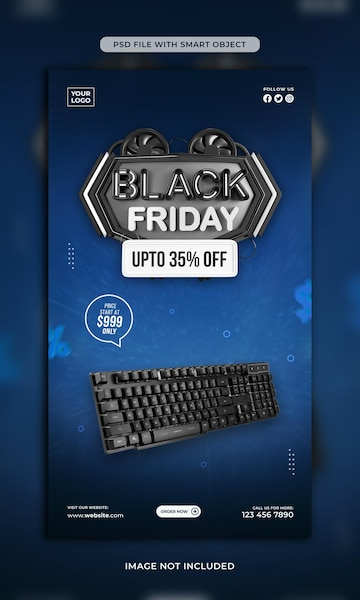 PSD FILE WITH SMART OBJECT
YOUR
LOGO
FOLLOW US
BLACK
FRIDAY
UPTO 35% OFF
PRICE
START AT
$999
ONLY
VISIT OUR WEBSITE:
www.website.com
ORDER NOW
CALL US FOR MORE:
123 456 7890
IMAGE NOT INCLUDED